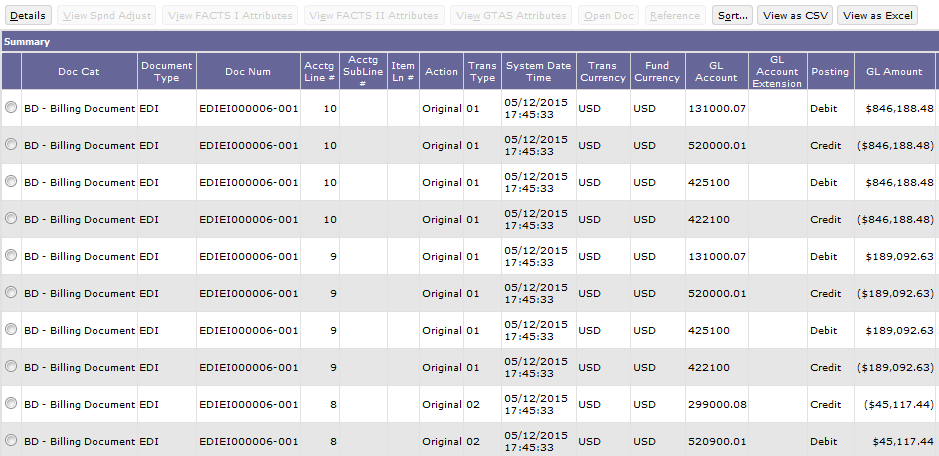 Details View Spnd Adjust View FACTS I Attributes View FACTS II Attributes View GTAS Attributes Open Doc Reference Sort... View as CSV View as Excel
Summary
Doc Cat Document Type Doc Num Acctg Line # Acctg SubLine # Item Ln # Action Trans Type System Date Time Trans Currency Fund Currency GL Account GL Account Extension Posting GL Amount
BD - Billing Document EDI EDIEI000006-001 10 Original 01 05/12/2015 17:45:33 USD USD 131000.07 Debit $846,188.48
BD - Billing Document EDI EDIEI000006-001 10 Original 01 05/12/2015 17:45:33 USD USD 520000.01 Credit ($846,188.48)
BD - Billing Document EDI EDIEI000006-001 10 Original 01 05/12/2015 17:45:33 USD USD 425100 Debit $846,188.48
BD - Billing Document EDI EDIEI000006-001 10 Original 01 05/12/2015 17:45:33 USD USD 422100 Credit ($846,188.48)
BD - Billing Document EDI EDIEI000006-001 9 Original 01 05/12/2015 17:45:33 USD USD 131000.07 Debit $189,092.63
BD - Billing Document EDI EDIEI000006-001 9 Original 01 05/12/2015 17:45:33 USD USD 520000.01 Credit ($189,092.63)
BD - Billing Document EDI EDIEI000006-001 9 Original 01 05/12/2015 17:45:33 USD USD 425100 Debit $189,092.63
BD - Billing Document EDI EDIEI000006-001 9 Original 01 05/12/2015 17:45:33 USD USD 422100 Credit ($189,092.63)
BD - Billing Document EDI EDIEI000006-001 8 Original 02 05/12/2015 17:45:33 USD USD 299000.08 Credit ($45,117.44)
BD - Billing Document EDI EDIEI000006-001 8 Original 02 05/12/2015 17:45:33 USD USD 520900.01 Debit $45,117.44